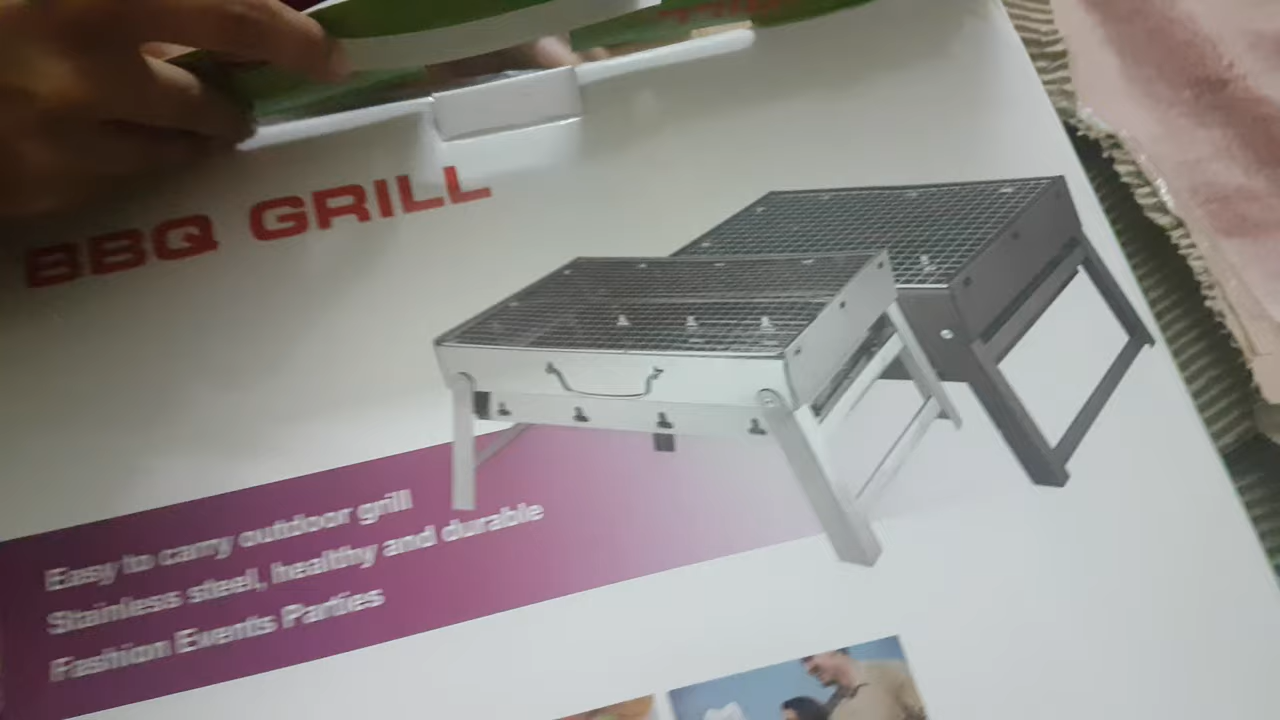 BBQ GRILL
Easy to carry outdoor grill
Stainless steel, healthy and durable
Fashion Events Parties